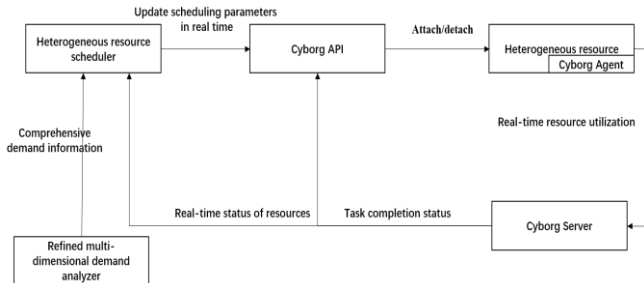 Update scheduling parameters
in real time
Heterogeneous resource
scheduler
Cyborg API
Attach/detach
Heterogeneous resource
Cyborg Agent
Comprehensive
demand information
Real-time resource utilization
Real-time status of resources
Task completion status
Cyborg Server
Refined multi-
dimensional demand
analyzer